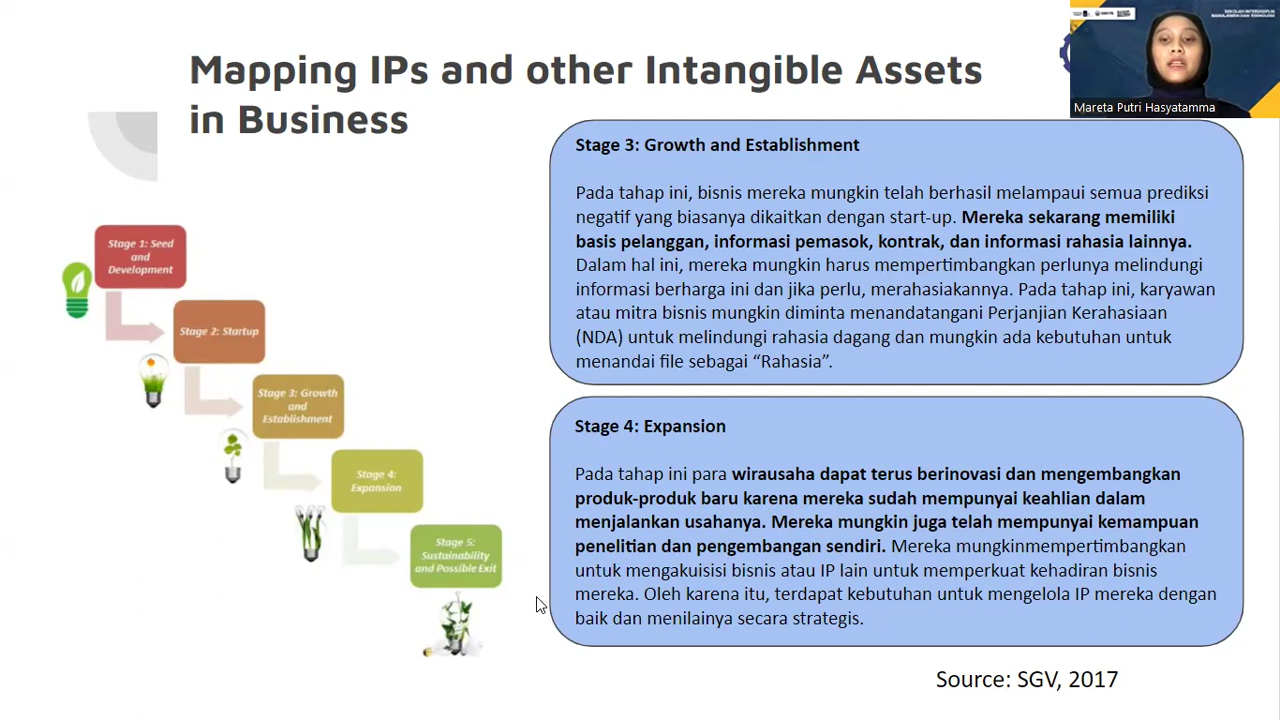 Mapping IPs and other Intangible Assets
in Business
Mareta Putri Hasyatamma
Stage 1: Seed
and
Development
Stage 2: Startup
Stage 3: Growth
and
Establishment
Stage 4:
Expansion
Stage 5:
Sustainability
and Possible Exit
Stage 3: Growth and Establishment
Pada tahap ini, bisnis mereka mungkin telah berhasil melampaui semua prediksi
negatif yang biasanya dikaitkan dengan start-up. Mereka sekarang memiliki
basis pelanggan, informasi pemasok, kontrak, dan informasi rahasia lainnya.
Dalam hal ini, mereka mungkin harus mempertimbangkan perlunya melindungi
informasi berharga ini dan jika perlu, merahasiakannya. Pada tahap ini, karyawan
atau mitra bisnis mungkin diminta menandatangani Perjanjian Kerahasiaan
(NDA) untuk melindungi rahasia dagang dan mungkin ada kebutuhan untuk
menandai file sebagai “Rahasia”.
Stage 4: Expansion
Pada tahap ini para wirausaha dapat terus berinovasi dan mengembangkan
produk-produk baru karena mereka sudah mempunyai keahlian dalam
menjalankan usahanya. Mereka mungkin juga telah mempunyai kemampuan
penelitian dan pengembangan sendiri. Mereka mungkinmempertimbangkan
untuk mengakuisisi bisnis atau IP lain untuk memperkuat kehadiran bisnis
mereka. Oleh karena itu, terdapat kebutuhan untuk mengelola IP mereka dengan
baik dan menilainya secara strategis.
Source: SGV, 2017